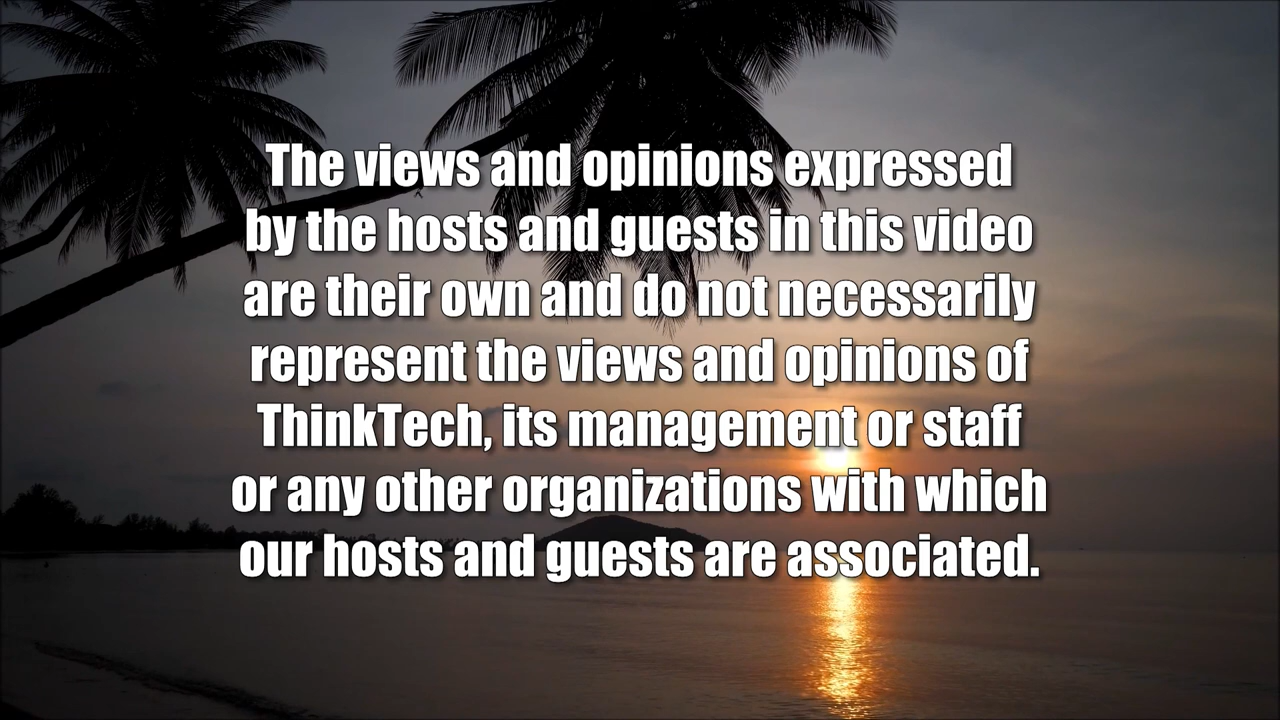 The views and opinions expressed
by the hosts and guests in this video
are their own and do not necessarily
represent the views and opinions of
ThinkTech, its management or staff
or any other organizations with which
our hosts and guests are associated.